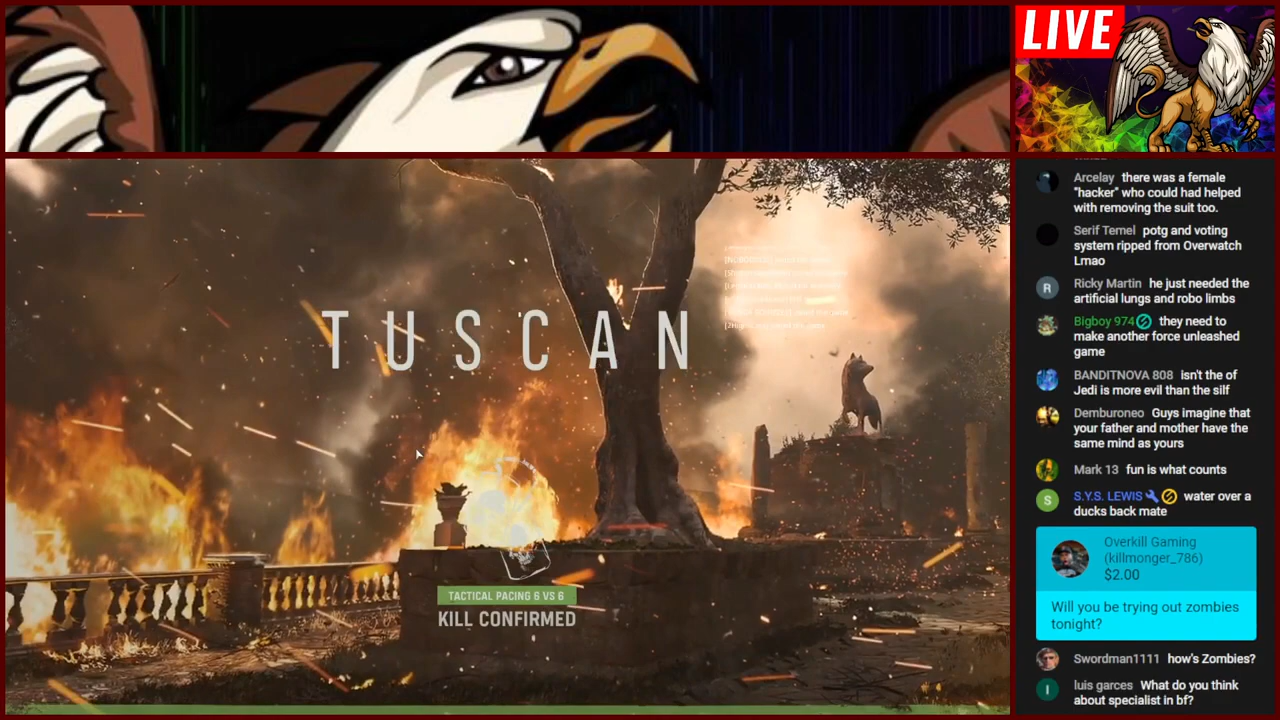 LIVE
Arcelay there was a female
"hacker" who could had helped
with removing the suit too.
Serif Temel potg and voting
system ripped from Overwatch
Lmao
Ricky Martin he just needed the
artificial lungs and robo limbs
Bigboy 974 they need to
make another force unleashed
game
BANDITNOVA 808 isn't the of
Jedi is more evil than the silf
Demburoneo Guys imagine that
your father and mother have the
same mind as yours
Mark 13 fun is what counts
S
S.Y.S. LEWIS water over a
ducks back mate
Overkill Gaming
(killmonger_786)
$2.00
Will you be trying out zombies
tonight?
Swordman1111 how's Zombies?
luis garces What do you think
about specialist in bf?
R
I
TUSCAN
TACTICAL PACING 6 VS 6
KILL CONFIRMED